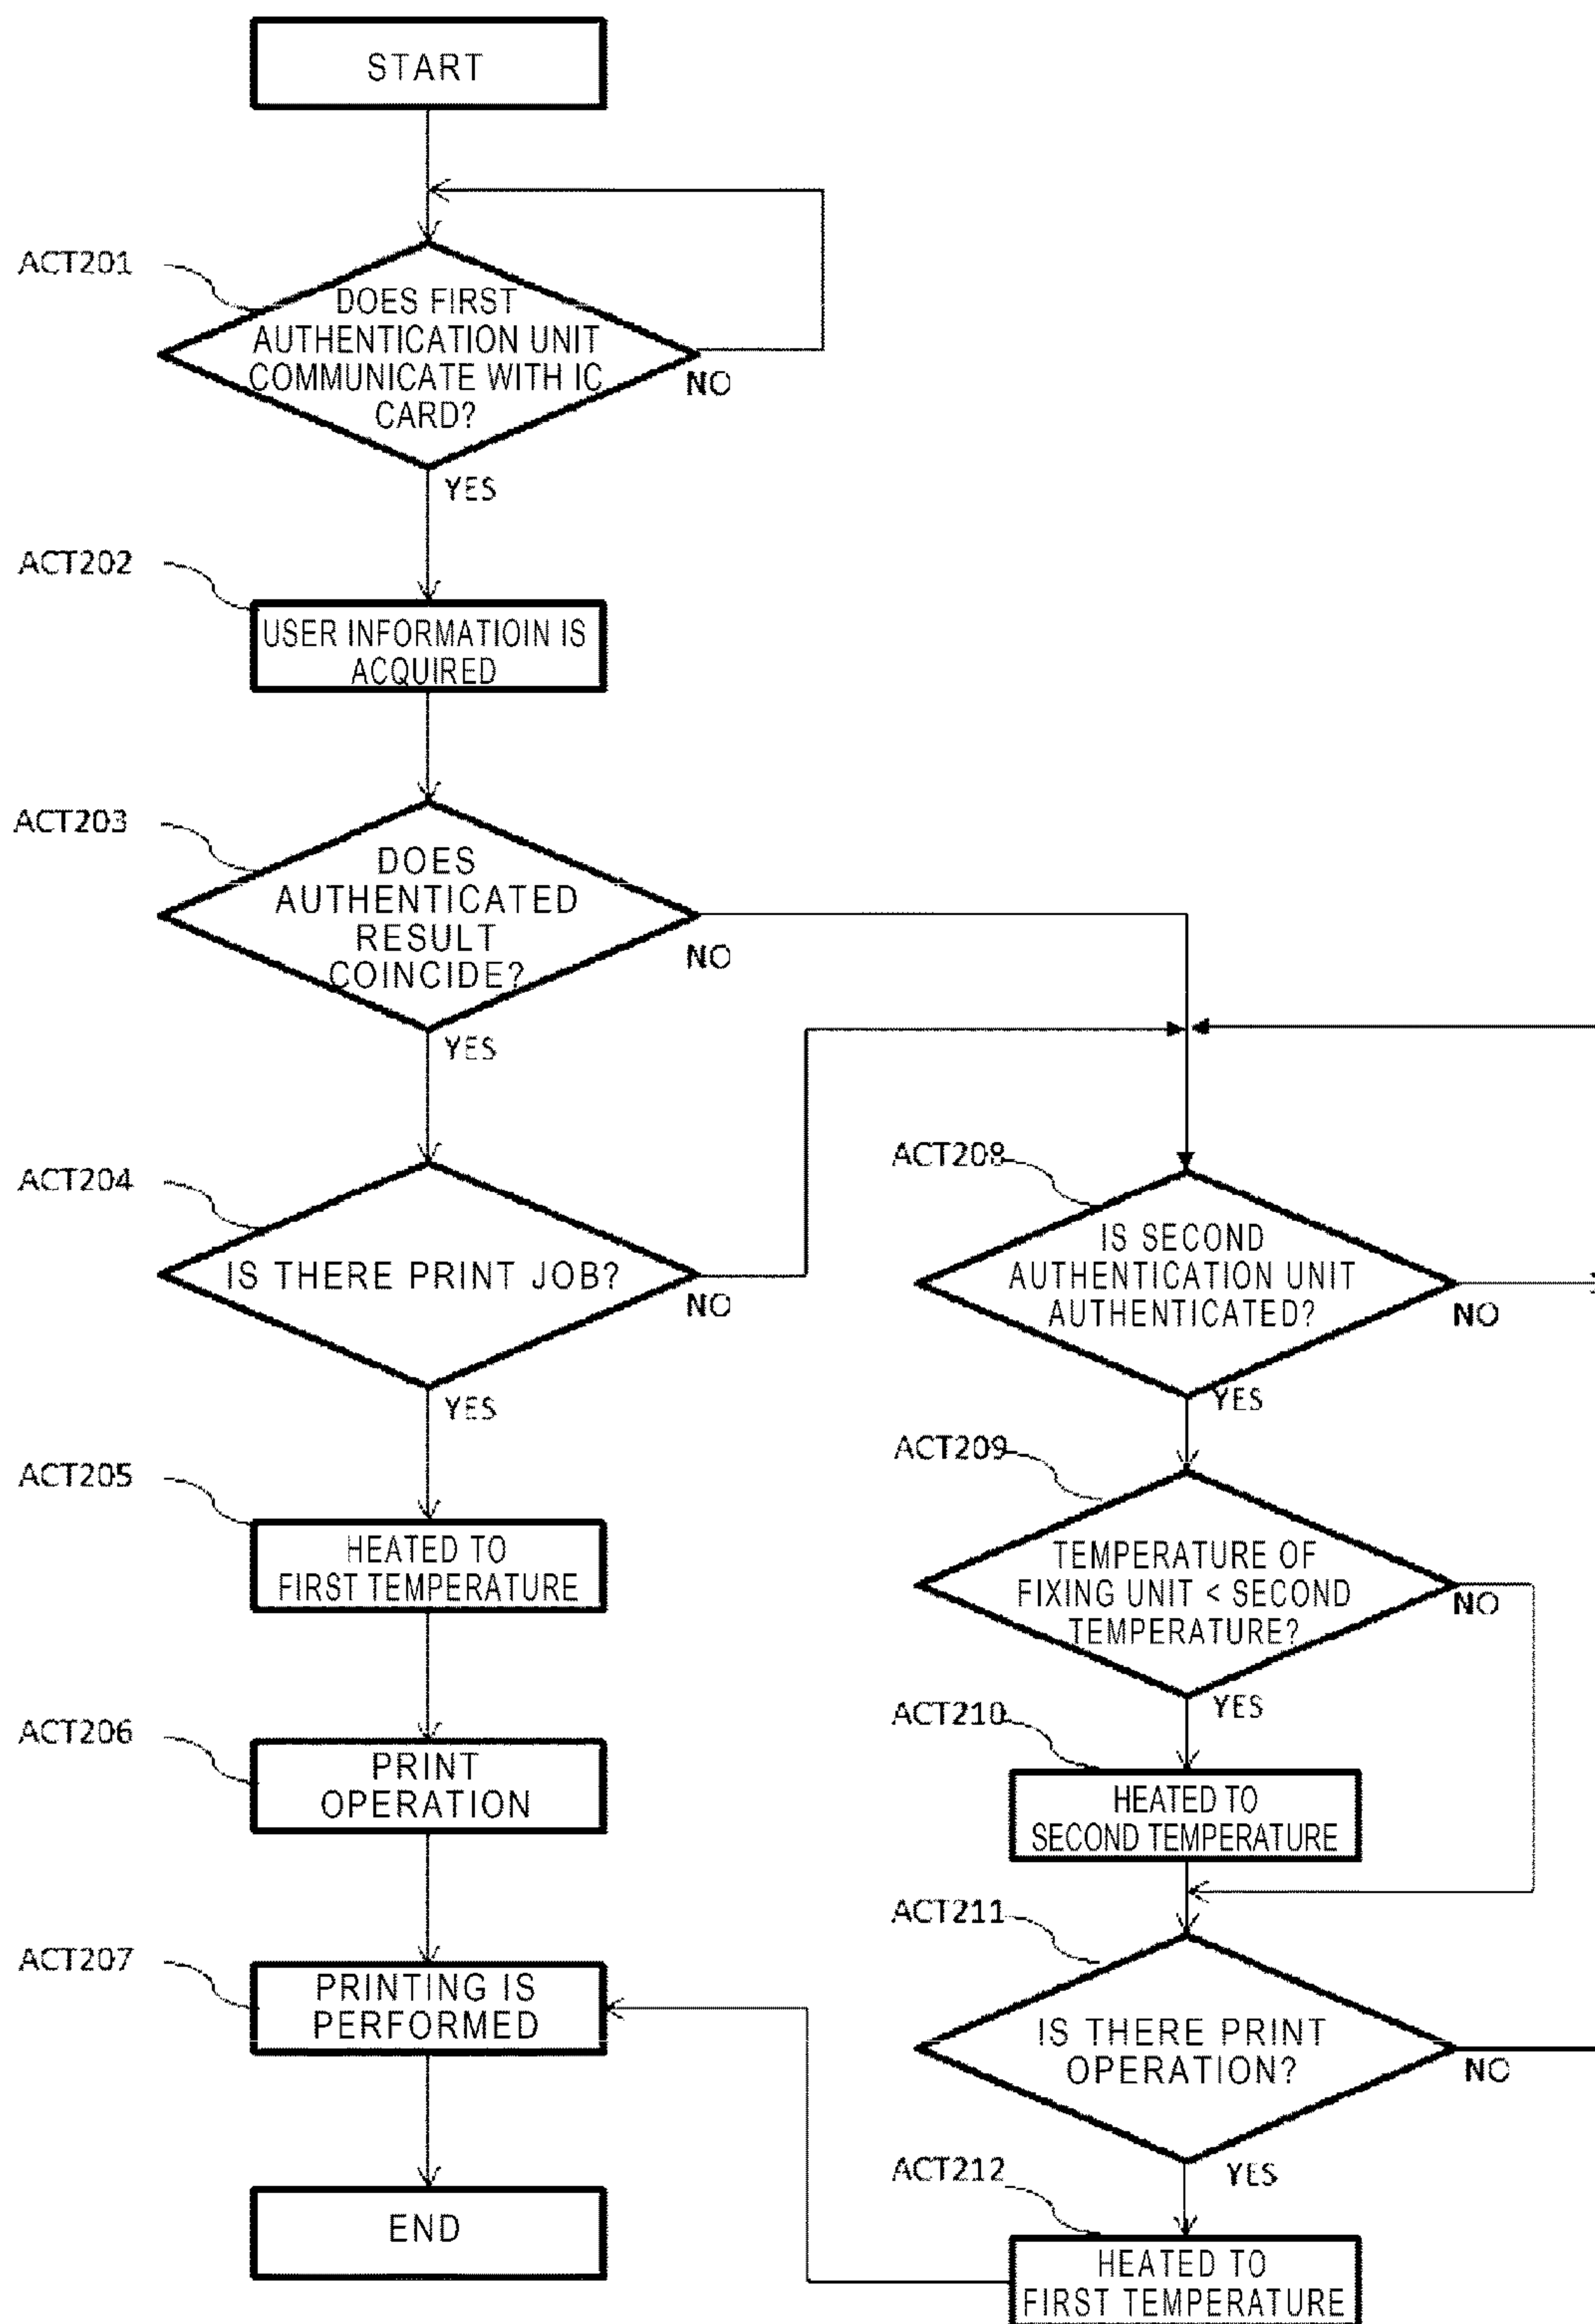 START
ACT201
DOES FIRST
AUTHENTICATION UNIT
COMMUNICATE WITH IC
CARD?
NO
YES
ACT202
USER INFORMATIOIN IS
ACQUIRED
ACT203
DOES
AUTHENTICATED
RESULT
COINCIDE?
NO
YES
ACT204
IS THERE PRINT JOB?
NO
YES
ACT205
HEATED TO
FIRST TEMPERATURE
ACT206
PRINT
OPERATION
ACT207
PRINTING IS
PERFORMED
END
ACT208
IS SECOND
AUTHENTICATION UNIT
AUTHENTICATED?
NO
YES
ACT209
TEMPERATURE OF
FIXING UNIT < SECOND
TEMPERATURE?
NO
YES
ACT210
HEATED TO
SECOND TEMPERATURE
ACT211
IS THERE PRINT
OPERATION?
NO
YES
ACT212
HEATED TO
FIRST TEMPERATURE